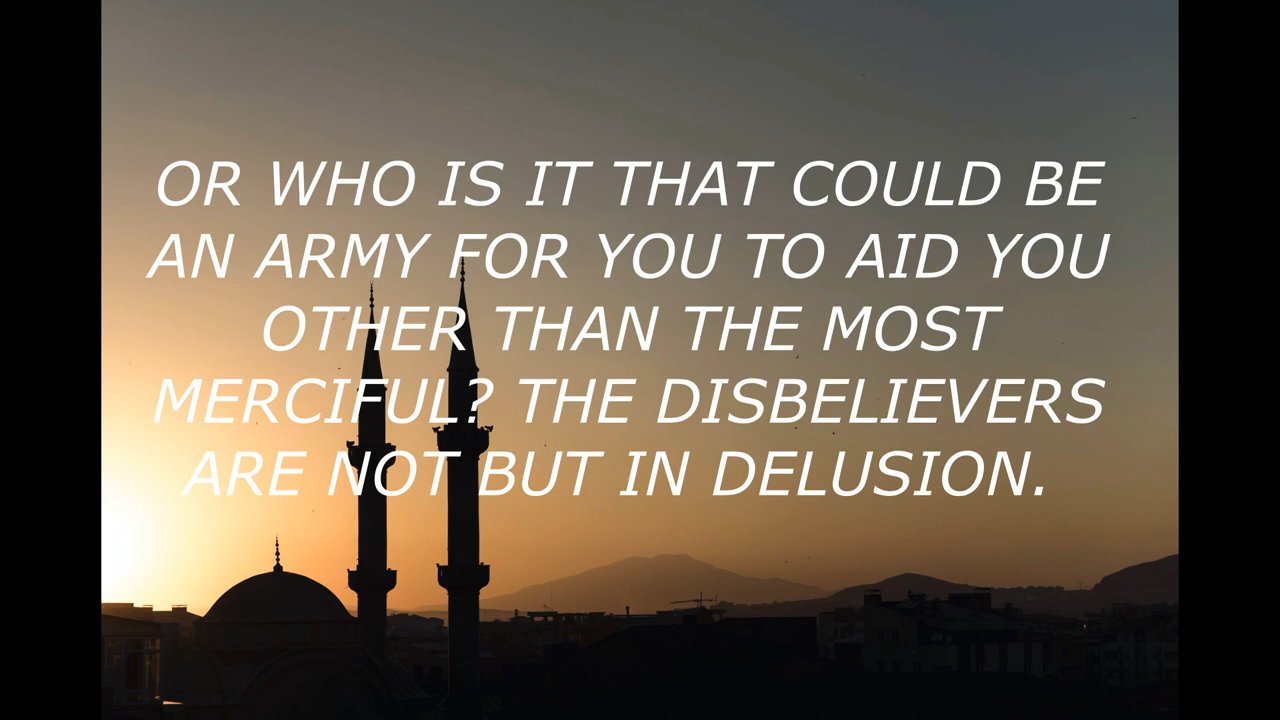 OR WHO IS IT THAT COULD BE
AN ARMY FOR YOU TO AID YOU
OTHER THAN THE MOST
MERCIFUL? THE DISBELIEVERS
ARE NOT BUT IN DELUSION.